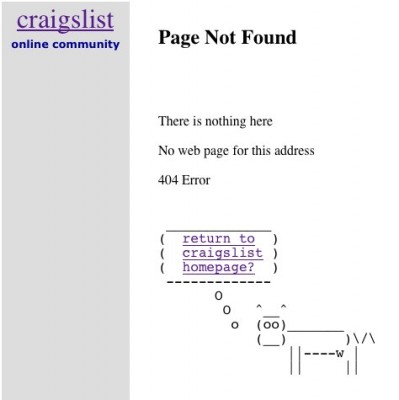 craigslist
online community
Page Not Found
There is nothing here
No web page for this address
404 Error
 _____________
(  return to  )
(  craigslist )
(  homepage?  )
 -------------
       O
        O   ^__^
         o  (oo)_______
            (__)       )\/\
                ||----w |
                ||     ||